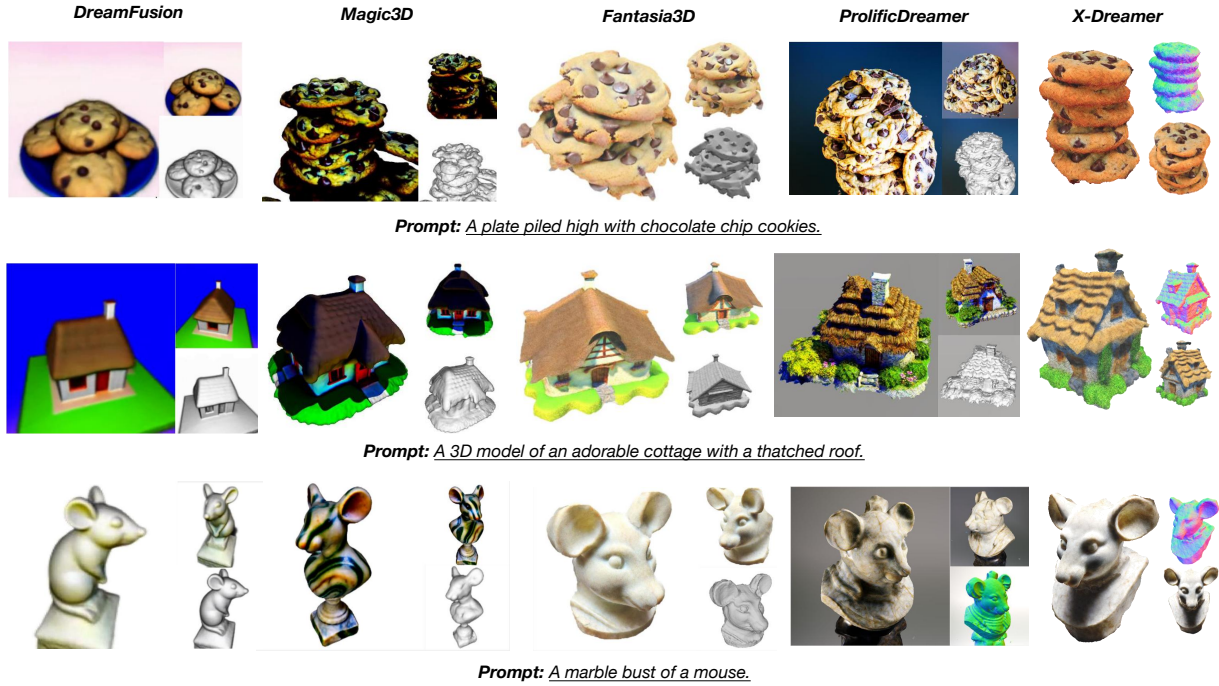 DreamFusion Magic3D Fantasia3D ProlificDreamer X-Dreamer
Prompt: A plate piled high with chocolate chip cookies.
Prompt: A 3D model of an adorable cottage with a thatched roof.
Prompt: A marble bust of a mouse.